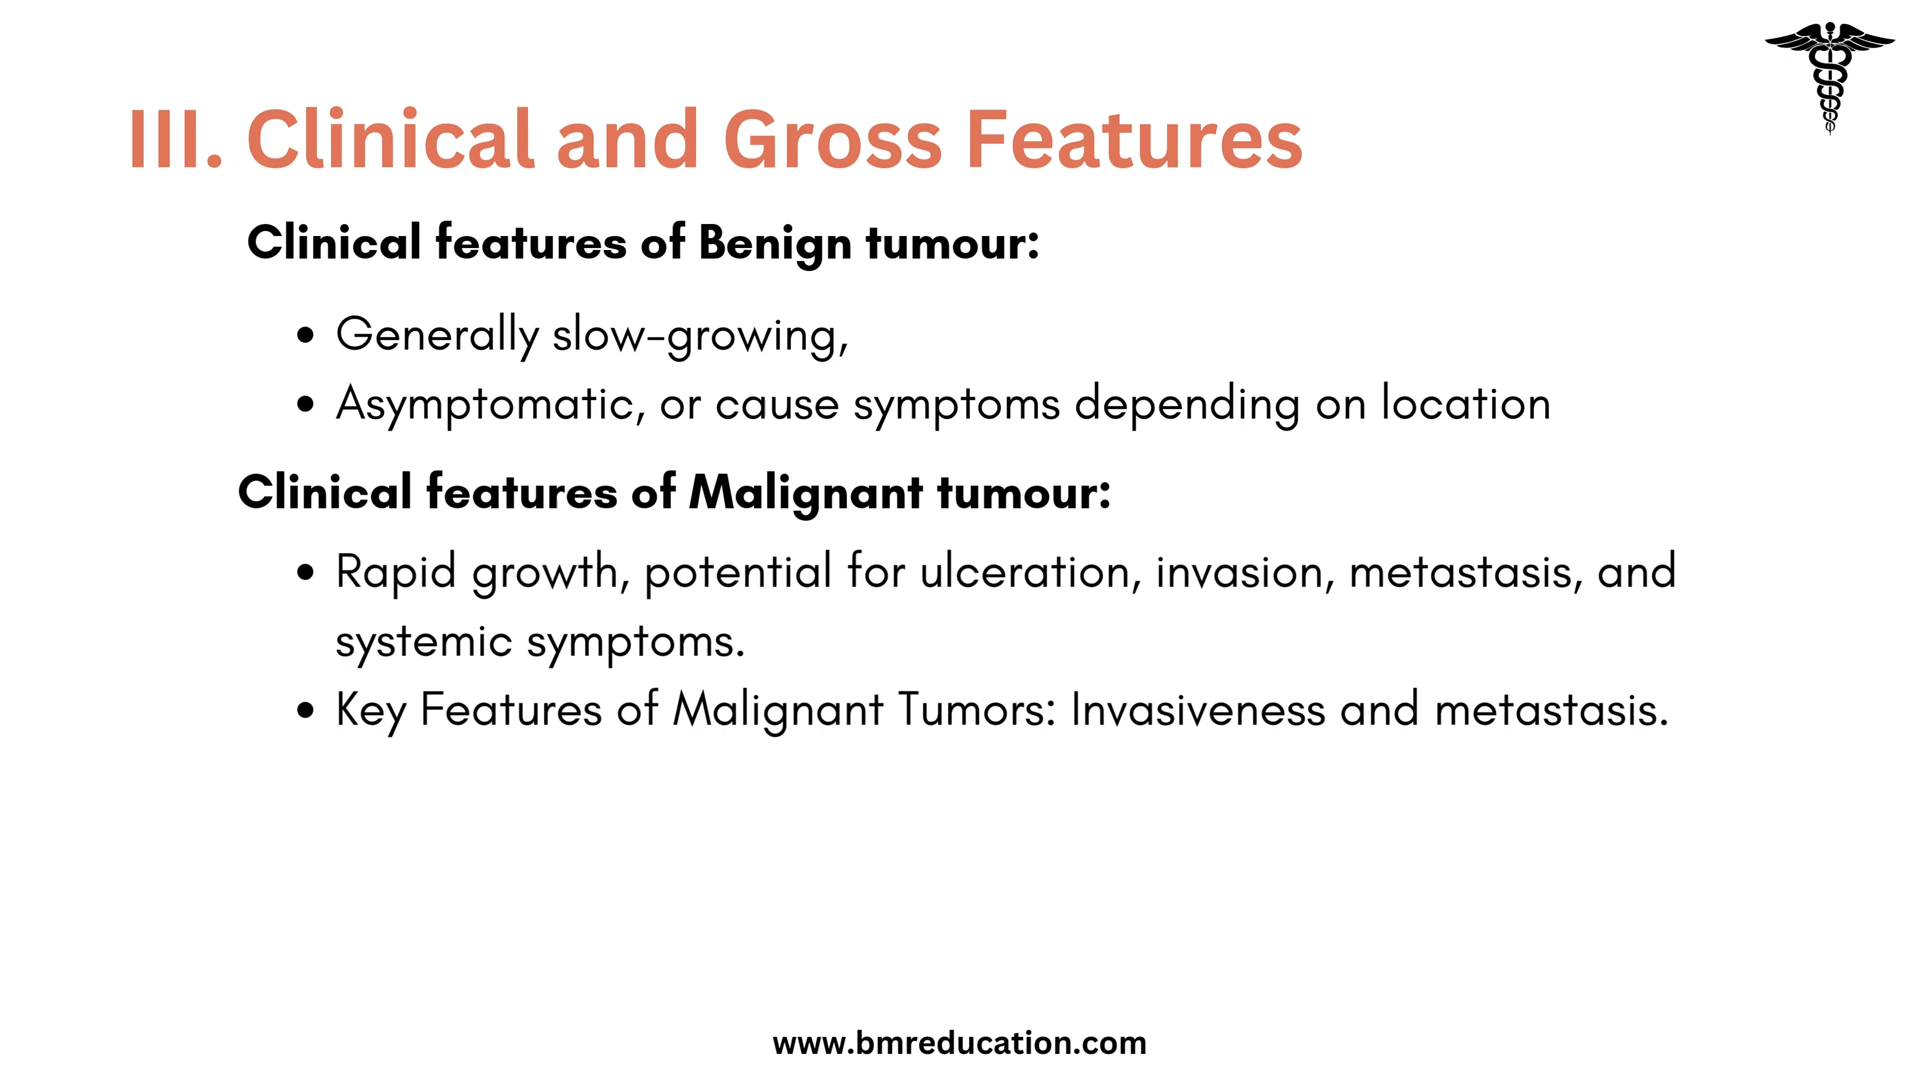 III. Clinical and Gross Features
Clinical features of Benign tumour:
• Generally slow-growing,
• Asymptomatic, or cause symptoms depending on location
Clinical features of Malignant tumour:
• Rapid growth, potential for ulceration, invasion, metastasis, and
systemic symptoms.
• Key Features of Malignant Tumors: Invasiveness and metastasis.
www.bmreducation.com